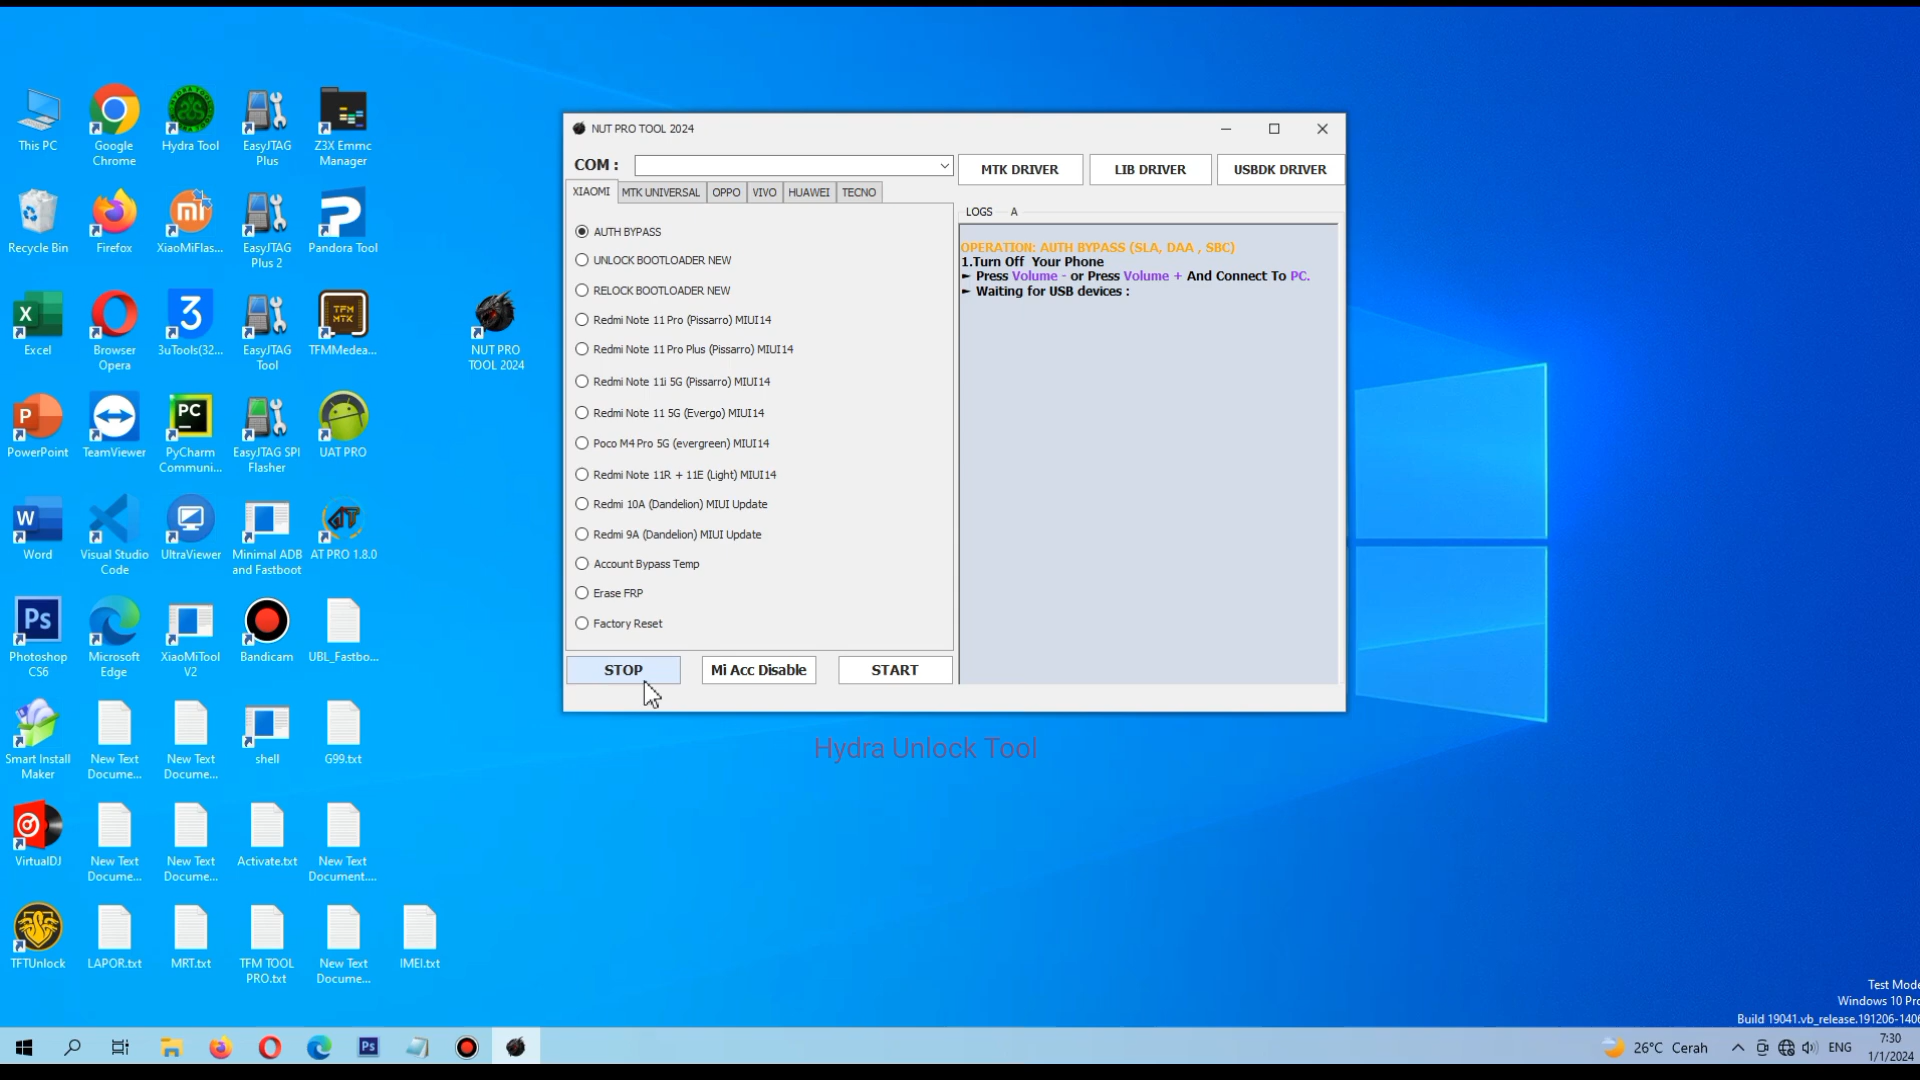 This PC
Google
Chrome
Hydra Tool
EasyJTAG
Plus
Z3X Emmc
Manager
Recycle Bin
Firefox
XiaoMiFlas...
EasyJTAG
Plus 2
Pandora Tool
Excel
Browser
Opera
3uTools(32...
EasyJTAG
Tool
TFMMedea...
NUT PRO
TOOL 2024
PowerPoint
TeamViewer
PyCharm
Communi...
EasyJTAG SPI
Flasher
UAT PRO
Word
Visual Studio
Code
UltraViewer
Minimal ADB
and Fastboot
AT PRO 1.8.0
Photoshop
CS6
Microsoft
Edge
XiaoMiTool
V2
Bandicam
UBL_Fastbo...
Smart Install
Maker
New Text
Docume...
New Text
Docume...
shell
G99.txt
VirtualDJ
New Text
Docume...
New Text
Docume...
Activate.txt
New Text
Document....
TFTUnlock
LAPOR.txt
MRT.txt
TFM TOOL
PRO.txt
New Text
Docume...
IMEI.txt
NUT PRO TOOL 2024
COM :
MTK DRIVER
LIB DRIVER
USBDK DRIVER
XIAOMI
MTK UNIVERSAL
OPPO
VIVO
HUAWEI
TECNO
AUTH BYPASS
UNLOCK BOOTLOADER NEW
RELOCK BOOTLOADER NEW
Redmi Note 11 Pro (Pissarro) MIUI14
Redmi Note 11 Pro Plus (Pissarro) MIUI14
Redmi Note 11i 5G (Pissarro) MIUI14
Redmi Note 11 5G (Evergo) MIUI14
Poco M4 Pro 5G (evergreen) MIUI14
Redmi Note 11R + 11E (Light) MIUI14
Redmi 10A (Dandelion) MIUI Update
Redmi 9A (Dandelion) MIUI Update
Account Bypass Temp
Erase FRP
Factory Reset
STOP
Mi Acc Disable
START
LOGS A
OPERATION: AUTH BYPASS (SLA, DAA , SBC)
1.Turn Off Your Phone
► Press Volume - or Press Volume + And Connect To PC.
► Waiting for USB devices :
Hydra Unlock Tool
Test Mode
Windows 10 Pro
Build 19041.vb_release.191206-1406
26°C Cerah
ENG
7:30
1/1/2024